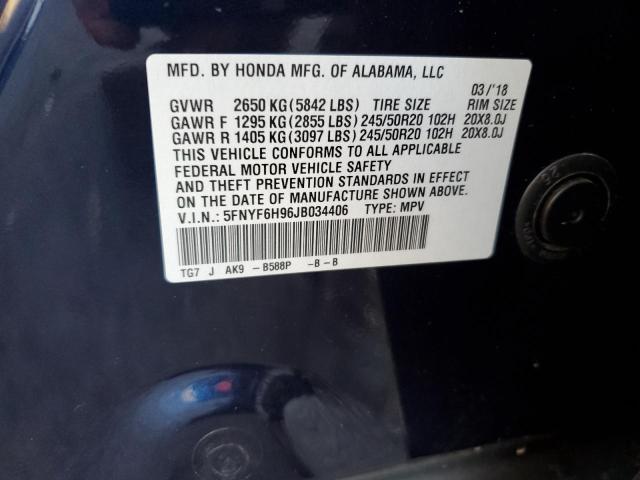 MFD. BY HONDA MFG. OF ALABAMA, LLC
03/'18
GVWR 2650 KG(5842 LBS) TIRE SIZE RIM SIZE
GAWR F 1295 KG(2855 LBS)245/50R20 102H 20X8.0J
GAWR R 1405 KG(3097 LBS)245/50R20 102H 20X8.0J
THIS VEHICLE CONFORMS TO ALL APPLICABLE
FEDERAL MOTOR VEHICLE SAFETY
AND THEFT PREVENTION STANDARDS IN EFFECT
ON THE DATE OF MANUFACTURE SHOWN ABOVE.
V.I.N.: 5FNYF6H96JB034406 TYPE: MPV
TG7 J AK9 -B588P -B-B